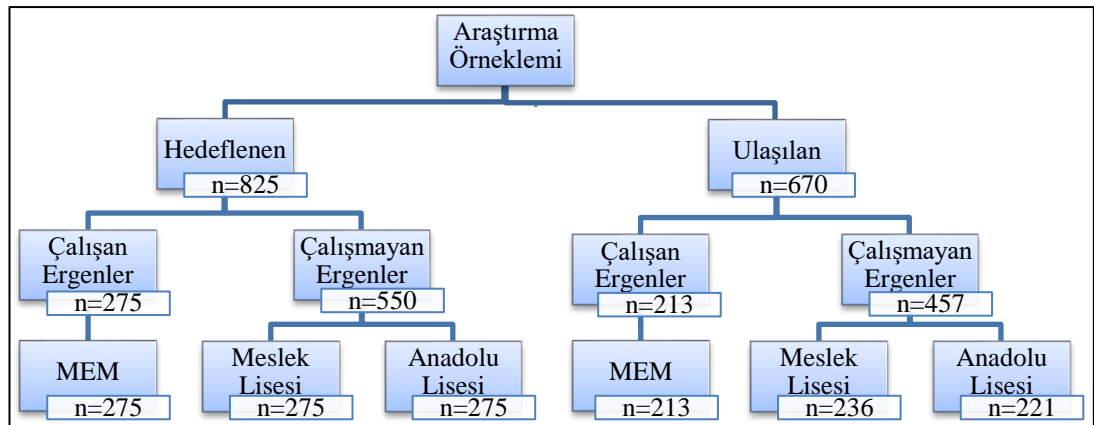 Araştırma
Örneklemi
Hedeflenen
n=825
Ulaşılan
n=670
Çalışan
Ergenler
n=275
Çalışmayan
Ergenler
n=550
Çalışan
Ergenler
n=213
Çalışmayan
Ergenler
n=457
MEM
n=275
Meslek
Lisesi
n=275
Anadolu
Lisesi
n=275
MEM
n=213
Meslek
Lisesi
n=236
Anadolu
Lisesi
n=221